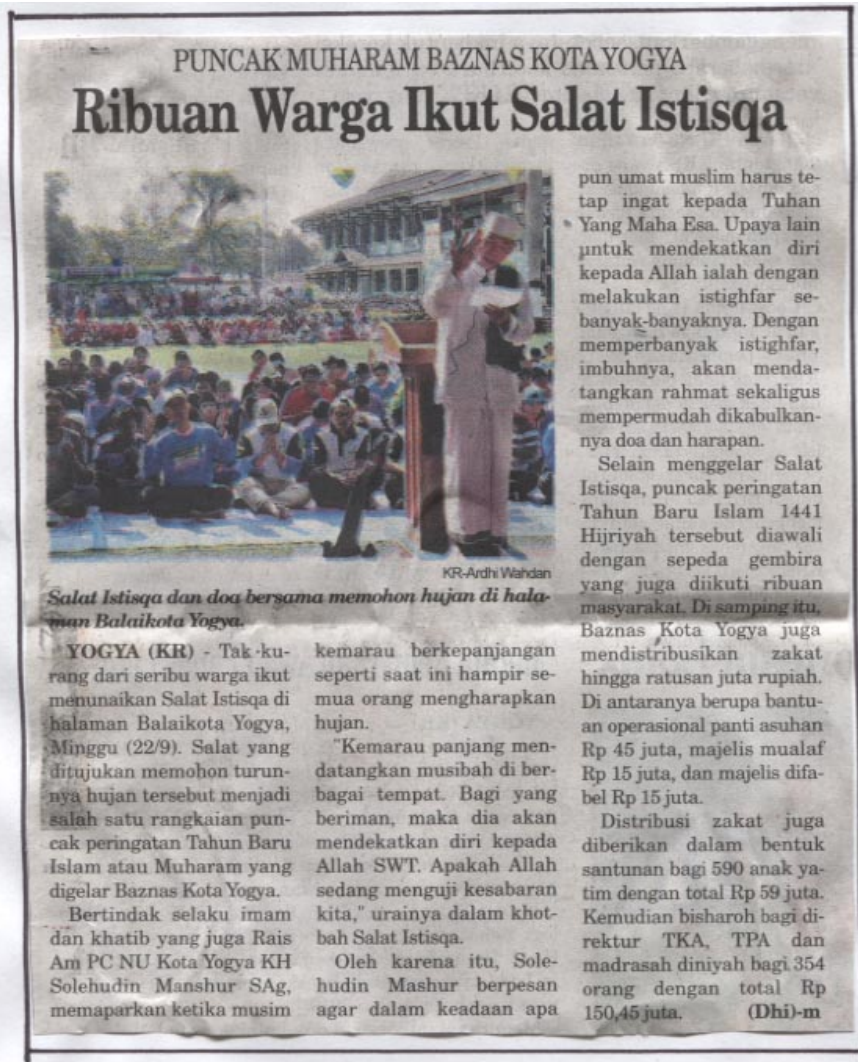 PUNCAK MUHARAM BAZNAS KOTA YOGYA
Ribuan Warga Ikut Salat Istisqa
KR-Ardhi Wahdan
Salat Istisqa dan doa bersama memohon hujan di hala-
man Balaikota Yogya.
YOGYA (KR) - Tak ku-
rang dari seribu warga ikut
menunaikan Salat Istisqa di
halaman Balaikota Yogya,
Minggu (22/9). Salat yang
ditujukan memohon turun-
nya hujan tersebut menjadi
salah satu rangkaian pun-
cak peringatan Tahun Baru
Islam atau Muharam yang
digelar Baznas Kota Yogya.
Bertindak selaku imam
dan khatib yang juga Rais
Am PC NU Kota Yogya KH
Solehudin Manshur SAg,
memaparkan ketika musim
kemarau berkepanjangan
seperti saat ini hampir se-
mua orang mengharapkan
hujan.
"Kemarau panjang men-
datangkan musibah di ber-
bagai tempat. Bagi yang
beriman, maka dia akan
mendekatkan diri kepada
Allah SWT. Apakah Allah
sedang menguji kesabaran
kita," urainya dalam khot-
bah Salat Istisqa.
Oleh karena itu, Sole-
hudin Mashur berpesan
agar dalam keadaan apa
pun umat muslim harus te-
tap ingat kepada Tuhan
Yang Maha Esa. Upaya lain
untuk mendekatkan diri
kepada Allah ialah dengan
melakukan istighfar se-
banyak-banyaknya. Dengan
memperbanyak istighfar,
imbuhnya, akan menda-
tangkan rahmat sekaligus
mempermudah dikabulkan-
nya doa dan harapan.
Selain menggelar Salat
Istisqa, puncak peringatan
Tahun Baru Islam 1441
Hijriyah tersebut diawali
dengan sepeda gembira
yang juga diikuti ribuan
masyarakat. Di samping itu,
Baznas Kota Yogya juga
mendistribusikan zakat
hingga ratusan juta rupiah.
Di antaranya berupa bantu-
an operasional panti asuhan
Rp 45 juta, majelis mualaf
Rp 15 juta, dan majelis difa-
bel Rp 15 juta.
Distribusi zakat juga
diberikan dalam bentuk
santunan bagi 590 anak ya-
tim dengan total Rp 59 juta.
Kemudian bisharoh bagi di-
rektur TKA, TPA dan
madrasah diniyah bagi 354
orang dengan total Rp
150,45 juta. (Dhi)-m